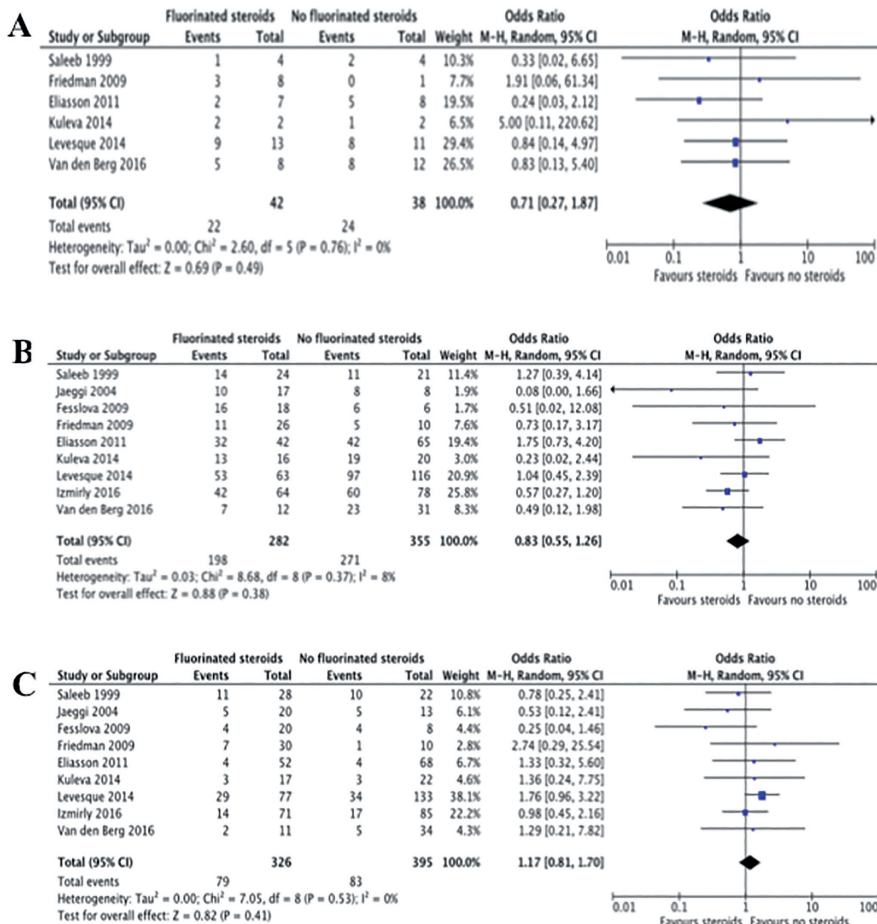 A
Fluorinated steroids No fluorinated steroids Odds Ratio Odds Ratio
Study or Subgroup Events Total Events Total Weight M-H, Random, 95% CI M-H, Random, 95% CI
Saleeb 1999 1 4 2 4 10.3% 0.33 [0.02, 6.65]
Friedman 2009 3 8 0 1 7.7% 1.91 [0.06, 61.34]
Eliasson 2011 2 7 5 8 19.5% 0.24 [0.03, 2.12]
Kuleva 2014 2 2 1 2 6.5% 5.00 [0.11, 220.62]
Levesque 2014 9 13 8 11 29.4% 0.84 [0.14, 4.97]
Van den Berg 2016 5 8 8 12 26.5% 0.83 [0.13, 5.40]
Total (95% CI) 42 38 100.0% 0.71 [0.27, 1.87]
Total events 22 24
Heterogeneity: Tau² = 0.00; Chi² = 2.60, df = 5 (P = 0.76); I² = 0%
Test for overall effect: Z = 0.69 (P = 0.49)
0.01 0.1 1 10 100
Favours steroids Favours no steroids
B
Fluorinated steroids No fluorinated steroids Odds Ratio Odds Ratio
Study or Subgroup Events Total Events Total Weight M-H, Random, 95% CI M-H, Random, 95% CI
Saleeb 1999 14 24 11 21 11.4% 1.27 [0.39, 4.14]
Jaeggi 2004 10 17 8 8 1.9% 0.08 [0.00, 1.66]
Fesslova 2009 16 18 6 6 1.7% 0.51 [0.02, 12.08]
Friedman 2009 11 26 5 10 7.6% 0.73 [0.17, 3.17]
Eliasson 2011 32 42 42 65 19.4% 1.75 [0.73, 4.20]
Kuleva 2014 13 16 19 20 3.0% 0.23 [0.02, 2.44]
Levesque 2014 53 63 97 116 20.9% 1.04 [0.45, 2.39]
Izmirly 2016 42 64 60 78 25.8% 0.57 [0.27, 1.20]
Van den Berg 2016 7 12 23 31 8.3% 0.49 [0.12, 1.98]
Total (95% CI) 282 355 100.0% 0.83 [0.55, 1.26]
Total events 198 271
Heterogeneity: Tau² = 0.03; Chi² = 8.68, df = 8 (P = 0.37); I² = 8%
Test for overall effect: Z = 0.88 (P = 0.38)
0.01 0.1 1 10 100
Favours steroids Favours no steroids
C
Fluorinated steroids No fluorinated steroids Odds Ratio Odds Ratio
Study or Subgroup Events Total Events Total Weight M-H, Random, 95% CI M-H, Random, 95% CI
Saleeb 1999 11 28 10 22 10.8% 0.78 [0.25, 2.41]
Jaeggi 2004 5 20 5 13 6.1% 0.53 [0.12, 2.41]
Fesslova 2009 4 20 4 8 4.4% 0.25 [0.04, 1.46]
Friedman 2009 7 30 1 10 2.8% 2.74 [0.29, 25.54]
Eliasson 2011 4 52 4 68 6.7% 1.33 [0.32, 5.60]
Kuleva 2014 3 17 3 22 4.6% 1.36 [0.24, 7.75]
Levesque 2014 29 77 34 133 38.1% 1.76 [0.96, 3.22]
Izmirly 2016 14 71 17 85 22.2% 0.98 [0.45, 2.16]
Van den Berg 2016 2 11 5 34 4.3% 1.29 [0.21, 7.82]
Total (95% CI) 326 395 100.0% 1.17 [0.81, 1.70]
Total events 79 83
Heterogeneity: Tau² = 0.00; Chi² = 7.05, df = 8 (P = 0.53); I² = 0%
Test for overall effect: Z = 0.82 (P = 0.41)
0.01 0.1 1 10 100
Favours steroids Favours no steroids